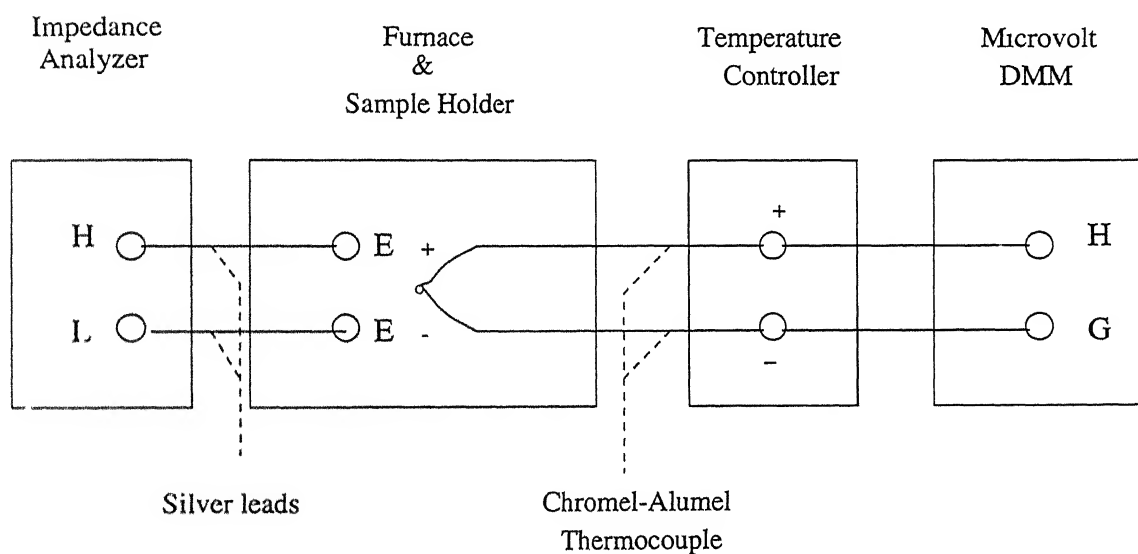 Impedance
Analyzer
Furnace
&
Sample Holder
Temperature
Controller
Microvolt
DMM
H
E
+
+
H
L
E
-
−
G
Silver leads
Chromel-Alumel
Thermocouple